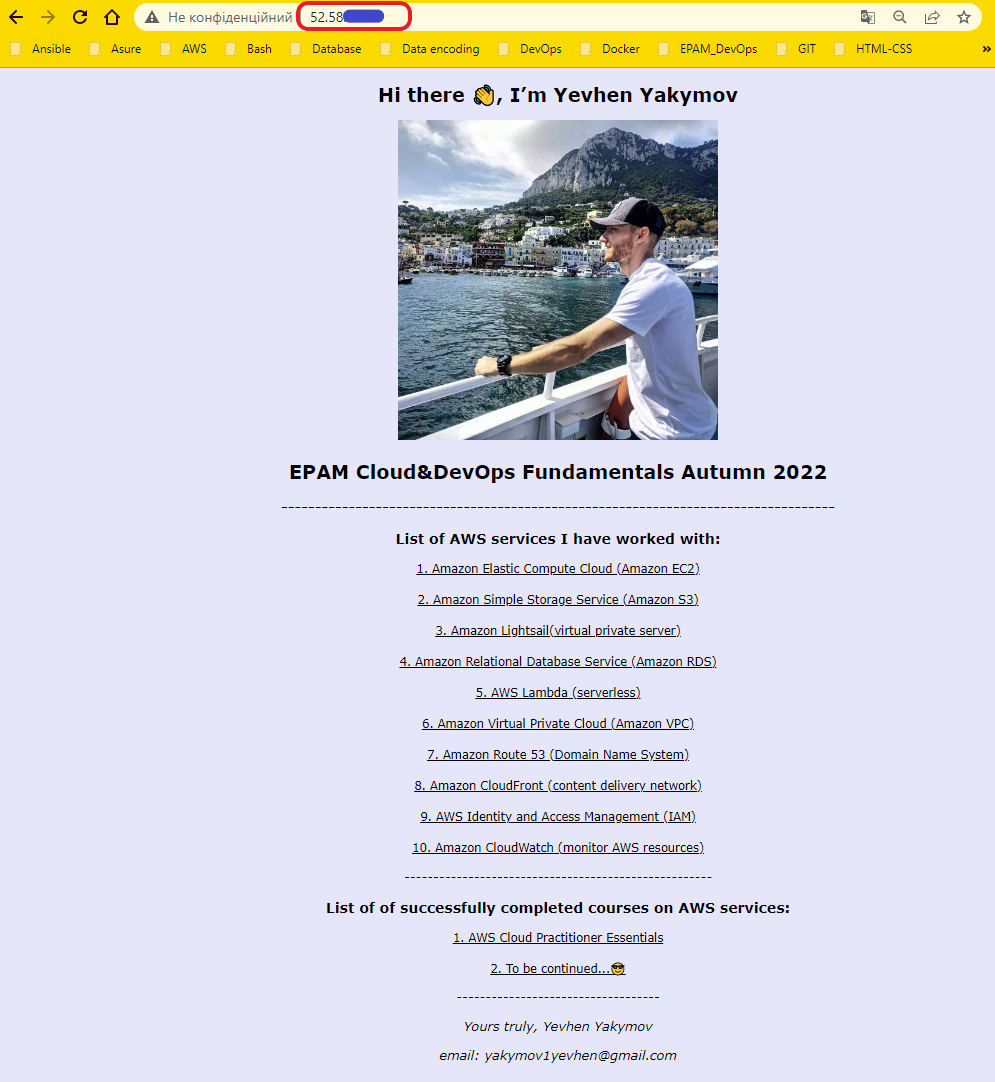 Не конфіденційний 52.58
Ansible Asure AWS Bash Database Data encoding DevOps Docker EPAM_DevOps GIT HTML-CSS »
Hi there 👋, I’m Yevhen Yakymov
EPAM Cloud&DevOps Fundamentals Autumn 2022
--------------------------------------------------------------------------------
List of AWS services I have worked with:
1. Amazon Elastic Compute Cloud (Amazon EC2)
2. Amazon Simple Storage Service (Amazon S3)
3. Amazon Lightsail(virtual private server)
4. Amazon Relational Database Service (Amazon RDS)
5. AWS Lambda (serverless)
6. Amazon Virtual Private Cloud (Amazon VPC)
7. Amazon Route 53 (Domain Name System)
8. Amazon CloudFront (content delivery network)
9. AWS Identity and Access Management (IAM)
10. Amazon CloudWatch (monitor AWS resources)
-----------------------------------------------------
List of of successfully completed courses on AWS services:
1. AWS Cloud Practitioner Essentials
2. To be continued...😎
-----------------------------------
Yours truly, Yevhen Yakymov
email: yakymov1yevhen@gmail.com